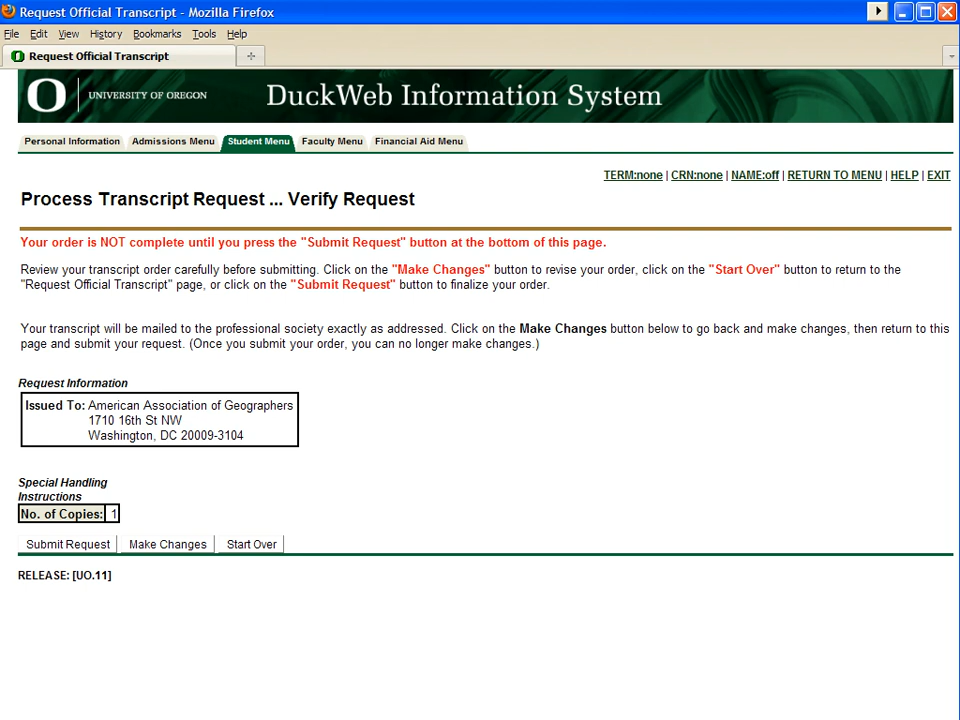 Request Official Transcript - Mozilla Firefox
File Edit View History Bookmarks Tools Help
Request Official Transcript
O UNIVERSITY OF OREGON DuckWeb Information System
Personal Information Admissions Menu Student Menu Faculty Menu Financial Aid Menu
TERM:none | CRN:none | NAME:off | RETURN TO MENU | HELP | EXIT
Process Transcript Request ... Verify Request
Your order is NOT complete until you press the "Submit Request" button at the bottom of this page.
Review your transcript order carefully before submitting. Click on the "Make Changes" button to revise your order, click on the "Start Over" button to return to the
"Request Official Transcript" page, or click on the "Submit Request" button to finalize your order.
Your transcript will be mailed to the professional society exactly as addressed. Click on the Make Changes button below to go back and make changes, then return to this
page and submit your request. (Once you submit your order, you can no longer make changes.)
Request Information
Issued To: American Association of Geographers
1710 16th St NW
Washington, DC 20009-3104
Special Handling
Instructions
No. of Copies: 1
Submit Request Make Changes Start Over
RELEASE: [UO.11]